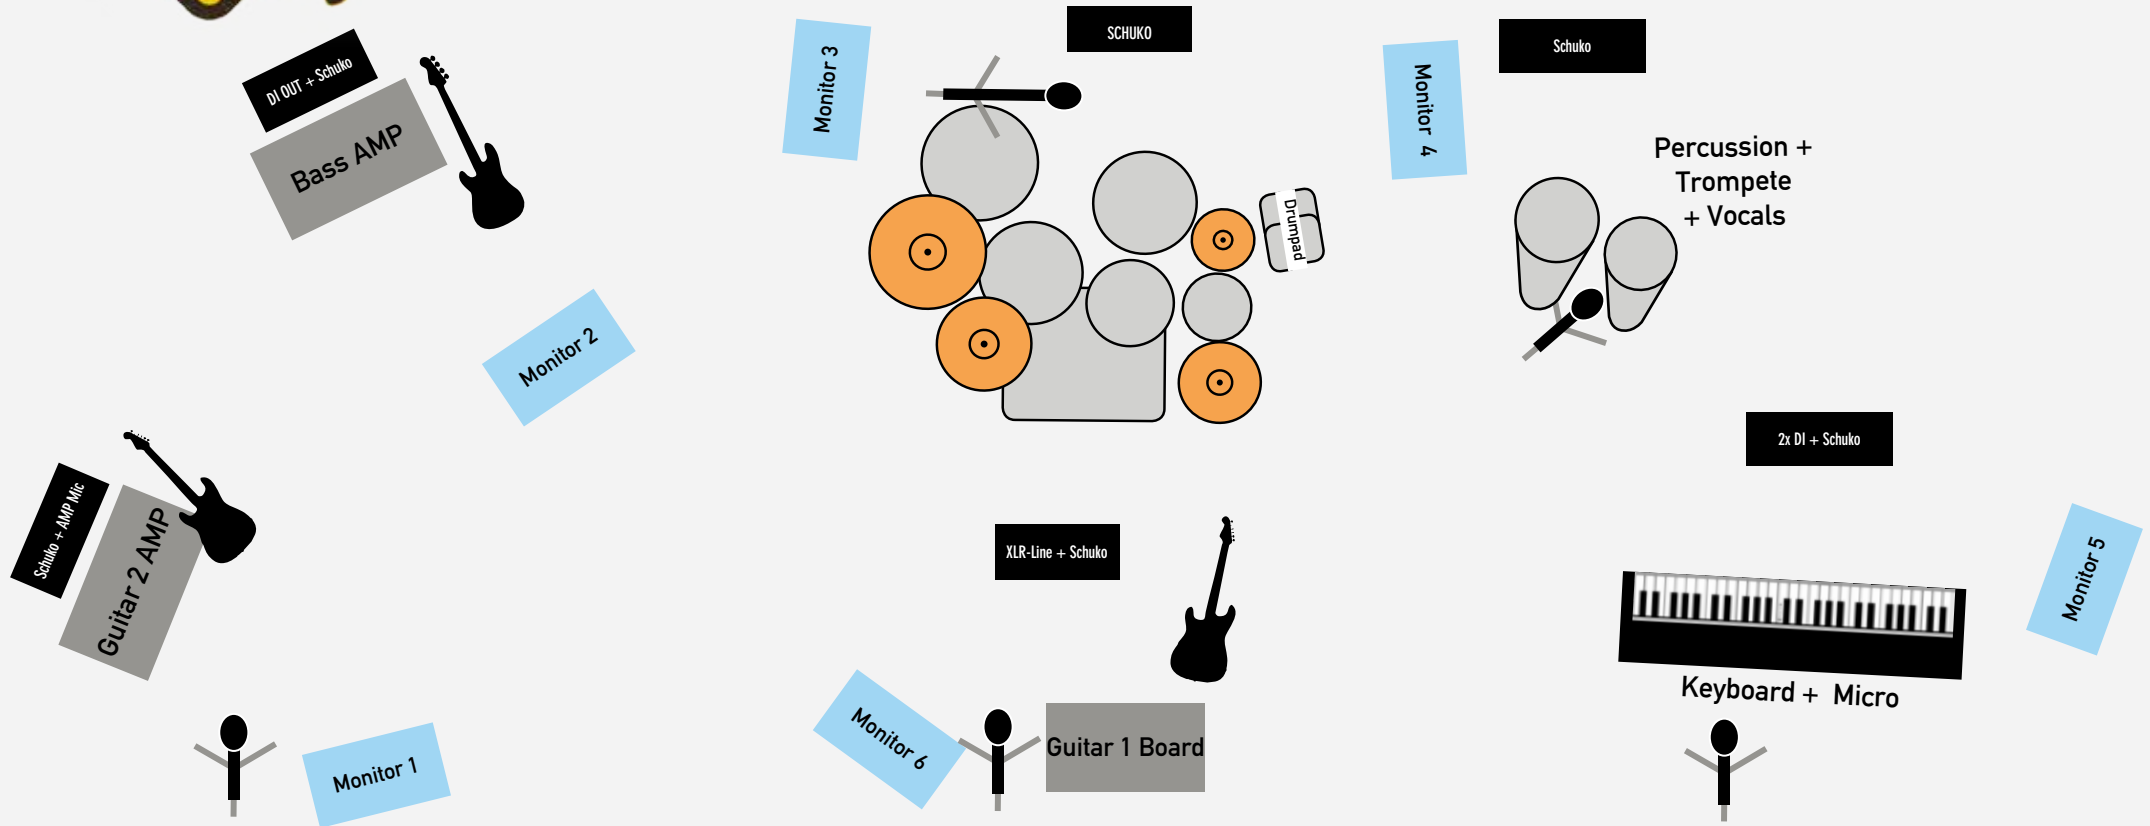 SCHUKO
Schuko
DI OUT + Schuko
Monitor 3
Monitor 4
Bass AMP
Percussion +
Trompete
+ Vocals
Drumpad
Monitor 2
2x DI + Schuko
Schuko + AMP Mic
Guitar 2 AMP
XLR-Line + Schuko
Monitor 5
Keyboard + Micro
Monitor 1
Monitor 6
Guitar 1 Board